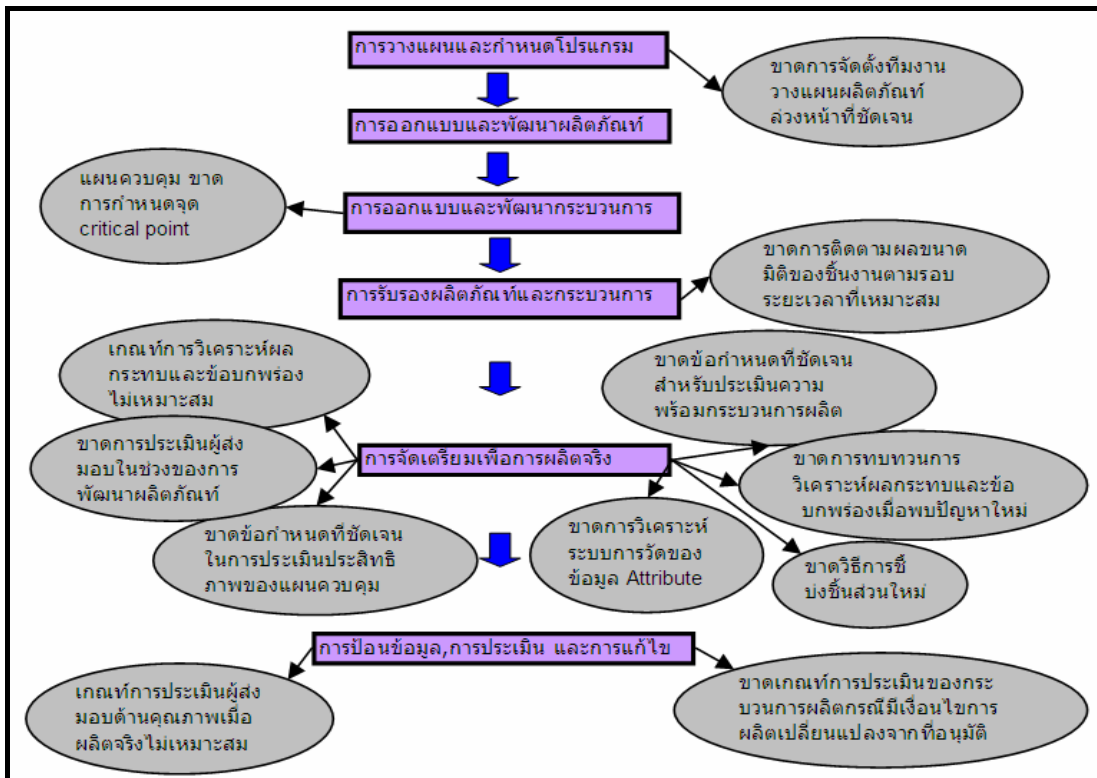 การวางแผนและกำหนดโปรแกรม
ขาดการจัดตั้งทีมงาน
วางแผนผลิตภัณฑ์
ล่วงหน้าที่ชัดเจน
การออกแบบและพัฒนาผลิตภัณฑ์
แผนควบคุม ขาด
การกำหนดจุด
critical point
การออกแบบและพัฒนากระบวนการ
ขาดการติดตามผลขนาด
มิติของชิ้นงานตามรอบ
ระยะเวลาที่เหมาะสม
การรับรองผลิตภัณฑ์และกระบวนการ
เกณท์การวิเคราะห์ผล
กระทบและข้อบกพร่อง
ไม่เหมาะสม
ขาดข้อกำหนดที่ชัดเจน
สำหรับประเมินความ
พร้อมกระบวนการผลิต
ขาดการประเมินผู้ส่ง
มอบในช่วงของการ
พัฒนาผลิตภัณฑ์
การจัดเตรียมเพื่อการผลิตจริง
ขาดการทบทวนการ
วิเคราะห์ผลกระทบและข้อ
บกพร่องเมื่อพบปัญหาใหม่
ขาดข้อกำหนดที่ชัดเจน
ในการประเมินประสิทธิ
ภาพของแผนควบคุม
ขาดการวิเคราะห์
ระบบการวัดของ
ข้อมูล Attribute
ขาดวิธีการชี้
บ่งชิ้นส่วนใหม่
การป้อนข้อมูล,การประเมิน และการแก้ไข
เกณท์การประเมินผู้ส่ง
มอบด้านคุณภาพเมื่อ
ผลิตจริงไม่เหมาะสม
ขาดเกณท์การประเมินของกระ
บวนการผลิตกรณีมีเงื่อนไขการ
ผลิตเปลี่ยนแปลงจากที่อนุมัติ